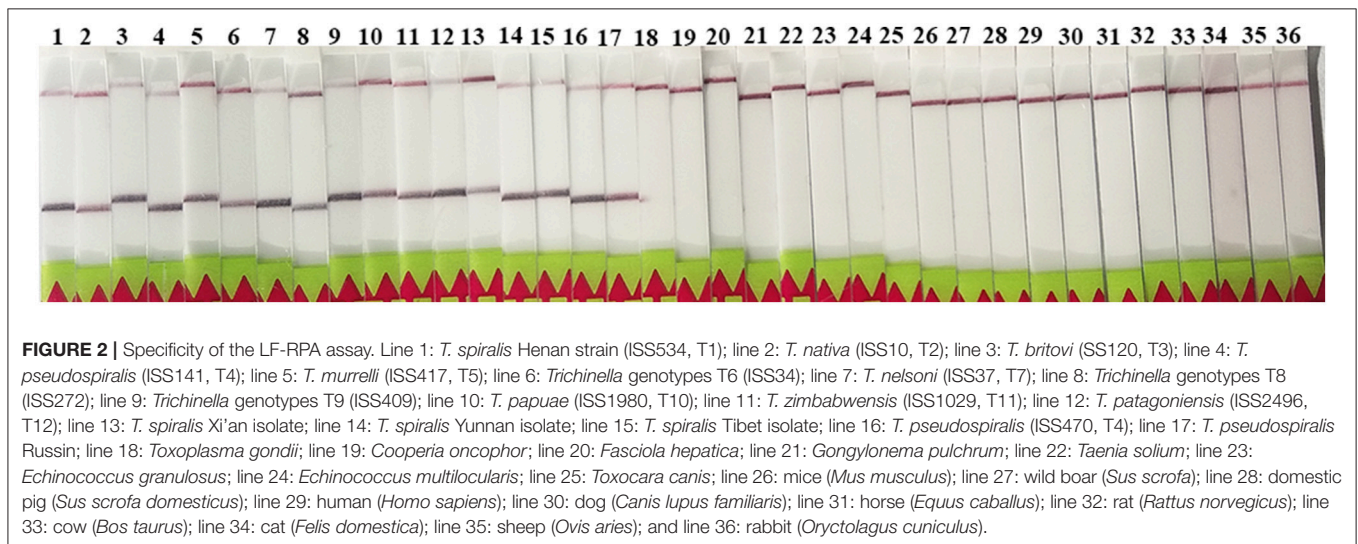 1 2 3 4 5 6 7 8 9 10 11 12 13 14 15 16 17 18 19 20 21 22 23 24 25 26 27 28 29 30 31 32 33 34 35 36
FIGURE 2 | Specificity of the LF-RPA assay. Line 1: T. spiralis Henan strain (ISS534, T1); line 2: T. nativa (ISS10, T2); line 3: T. britovi (SS120, T3); line 4: T.
pseudospiralis (ISS141, T4); line 5: T. murrelli (ISS417, T5); line 6: Trichinella genotypes T6 (ISS34); line 7: T. nelsoni (ISS37, T7); line 8: Trichinella genotypes T8
(ISS272); line 9: Trichinella genotypes T9 (ISS409); line 10: T. papuae (ISS1980, T10); line 11: T. zimbabwensis (ISS1029, T11); line 12: T. patagoniensis (ISS2496,
T12); line 13: T. spiralis Xi'an isolate; line 14: T. spiralis Yunnan isolate; line 15: T. spiralis Tibet isolate; line 16: T. pseudospiralis (ISS470, T4); line 17: T. pseudospiralis
Russin; line 18: Toxoplasma gondii; line 19: Cooperia oncophor; line 20: Fasciola hepatica; line 21: Gongylonema pulchrum; line 22: Taenia solium; line 23:
Echinococcus granulosus; line 24: Echinococcus multilocularis; line 25: Toxocara canis; line 26: mice (Mus musculus); line 27: wild boar (Sus scrofa); line 28: domestic
pig (Sus scrofa domesticus); line 29: human (Homo sapiens); line 30: dog (Canis lupus familiaris); line 31: horse (Equus caballus); line 32: rat (Rattus norvegicus); line
33: cow (Bos taurus); line 34: cat (Felis domestica); line 35: sheep (Ovis aries); and line 36: rabbit (Oryctolagus cuniculus).